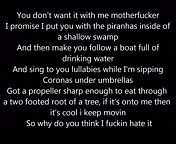 You don't want it with me motherfucker
I promise I put you with the piranhas inside of
a shallow swamp
And then make you follow a boat full of
drinking water
And sing to you lullabies while I'm sipping
Coronas under umbrellas
Got a propeller sharp enough to eat through
a two footed root of a tree, if it's onto me then
it's cool i keep movin
So why do you think I fuckin hate it